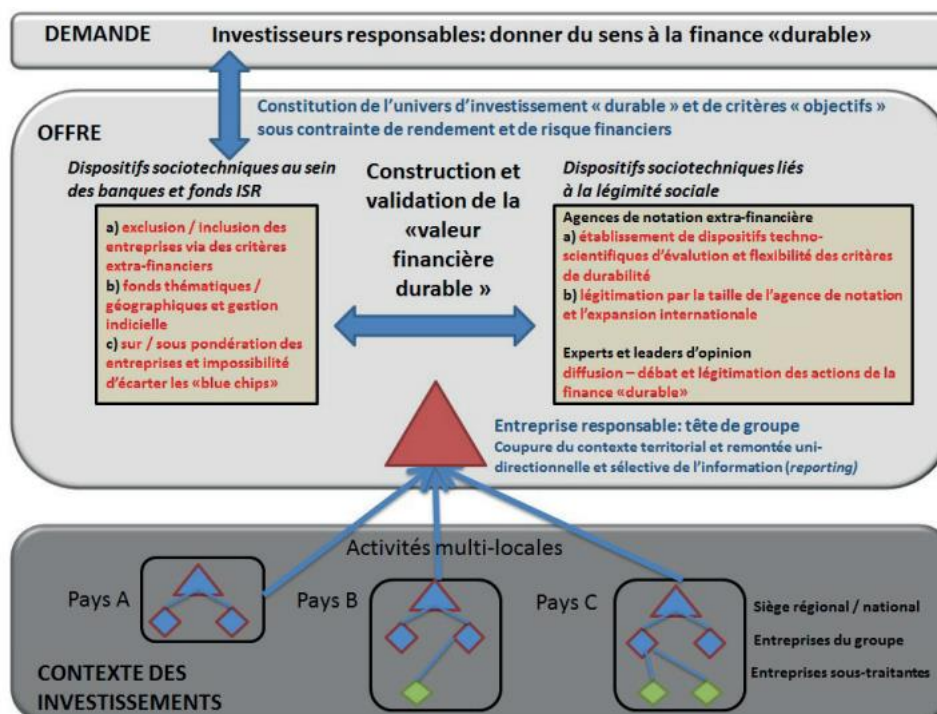 DEMANDE Investisseurs responsables: donner du sens à la finance «durable»
Constitution de l'univers d'investissement « durable » et de critères « objectifs »
sous contrainte de rendement et de risque financiers
OFFRE
Dispositifs sociotechniques au sein
des banques et fonds ISR
a) exclusion / inclusion des
entreprises via des critères
extra-financiers
b) fonds thématiques /
géographiques et gestion
indicielle
c) sur / sous pondération des
entreprises et impossibilité
d'écarter les «blue chips»
Construction et
validation de la
«valeur
financière
durable »
Dispositifs sociotechniques liés
à la légimité sociale
Agences de notation extra-financière
a) établissement de dispositifs techno-
scientifiques d'évalution et flexibilité des critères
de durabilité
b) légitimation par la taille de l'agence de notation
et l'expansion internationale
Experts et leaders d'opinion
diffusion – débat et légitimation des actions de la
finance «durable»
Entreprise responsable: tête de groupe
Coupure du contexte territorial et remontée uni-
directionnelle et sélective de l'information (reporting)
Activités multi-locales
Pays A
Pays B
Pays C
Siège régional / national
Entreprises du groupe
Entreprises sous-traitantes
CONTEXTE DES
INVESTISSEMENTS